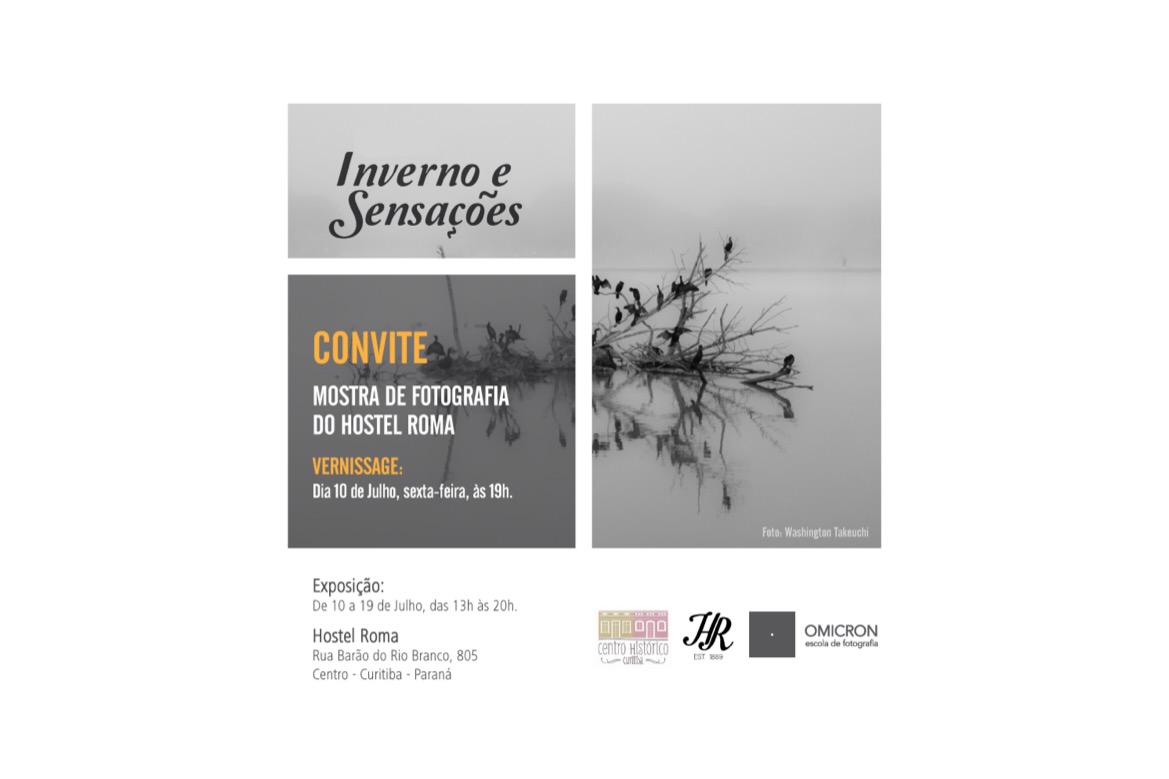 Inverno e
Sensações
CONVITE
MOSTRA DE FOTOGRAFIA
DO HOSTEL ROMA
VERNISSAGE:
Dia 10 de Julho, sexta-feira, às 19h.
Foto: Washington Takeuchi
Exposição:
De 10 a 19 de Julho, das 13h às 20h.
Hostel Roma
Rua Barão do Rio Branco, 805
Centro - Curitiba - Paraná
centro Histórico
curitiba
HR
EST 1889
OMICRON
escola de fotografia